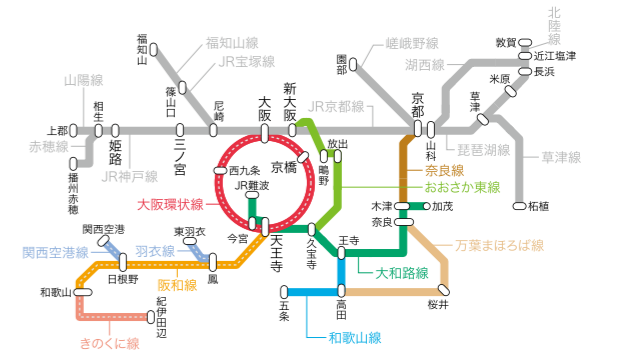 北陸線
敦賀
近江塩津
長浜
米原
福知山
福知山線
JR宝塚線
篠山口
園部
嵯峨野線
湖西線
山陽線
新大阪
大阪
尼崎
JR京都線
京都
草津
相生
上郡
姫路
三ノ宮
赤穂線
播州赤穂
JR神戸線
山科
琵琶湖線
草津線
柘植
京橋
放出
鴫野
西九条
JR難波
奈良線
おおさか東線
大阪環状線
木津
加茂
奈良
関西空港
東羽衣
今宮
天王寺
久宝寺
王寺
万葉まほろば線
関西空港線
羽衣線
日根野
鳳
大和路線
阪和線
和歌山
紀伊田辺
五条
高田
桜井
きのくに線
和歌山線